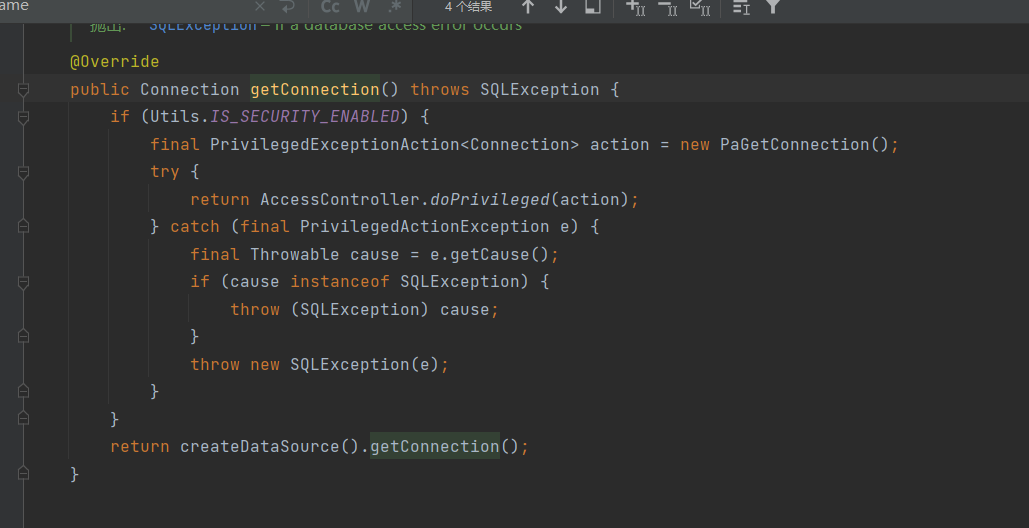 ame Cc W .* 4 个结果
抛出: SQLException – if a database access error occurs
@Override
public Connection getConnection() throws SQLException {
if (Utils.IS_SECURITY_ENABLED) {
final PrivilegedExceptionAction<Connection> action = new PaGetConnection();
try {
return AccessController.doPrivileged(action);
} catch (final PrivilegedActionException e) {
final Throwable cause = e.getCause();
if (cause instanceof SQLException) {
throw (SQLException) cause;
}
throw new SQLException(e);
}
}
return createDataSource().getConnection();
}